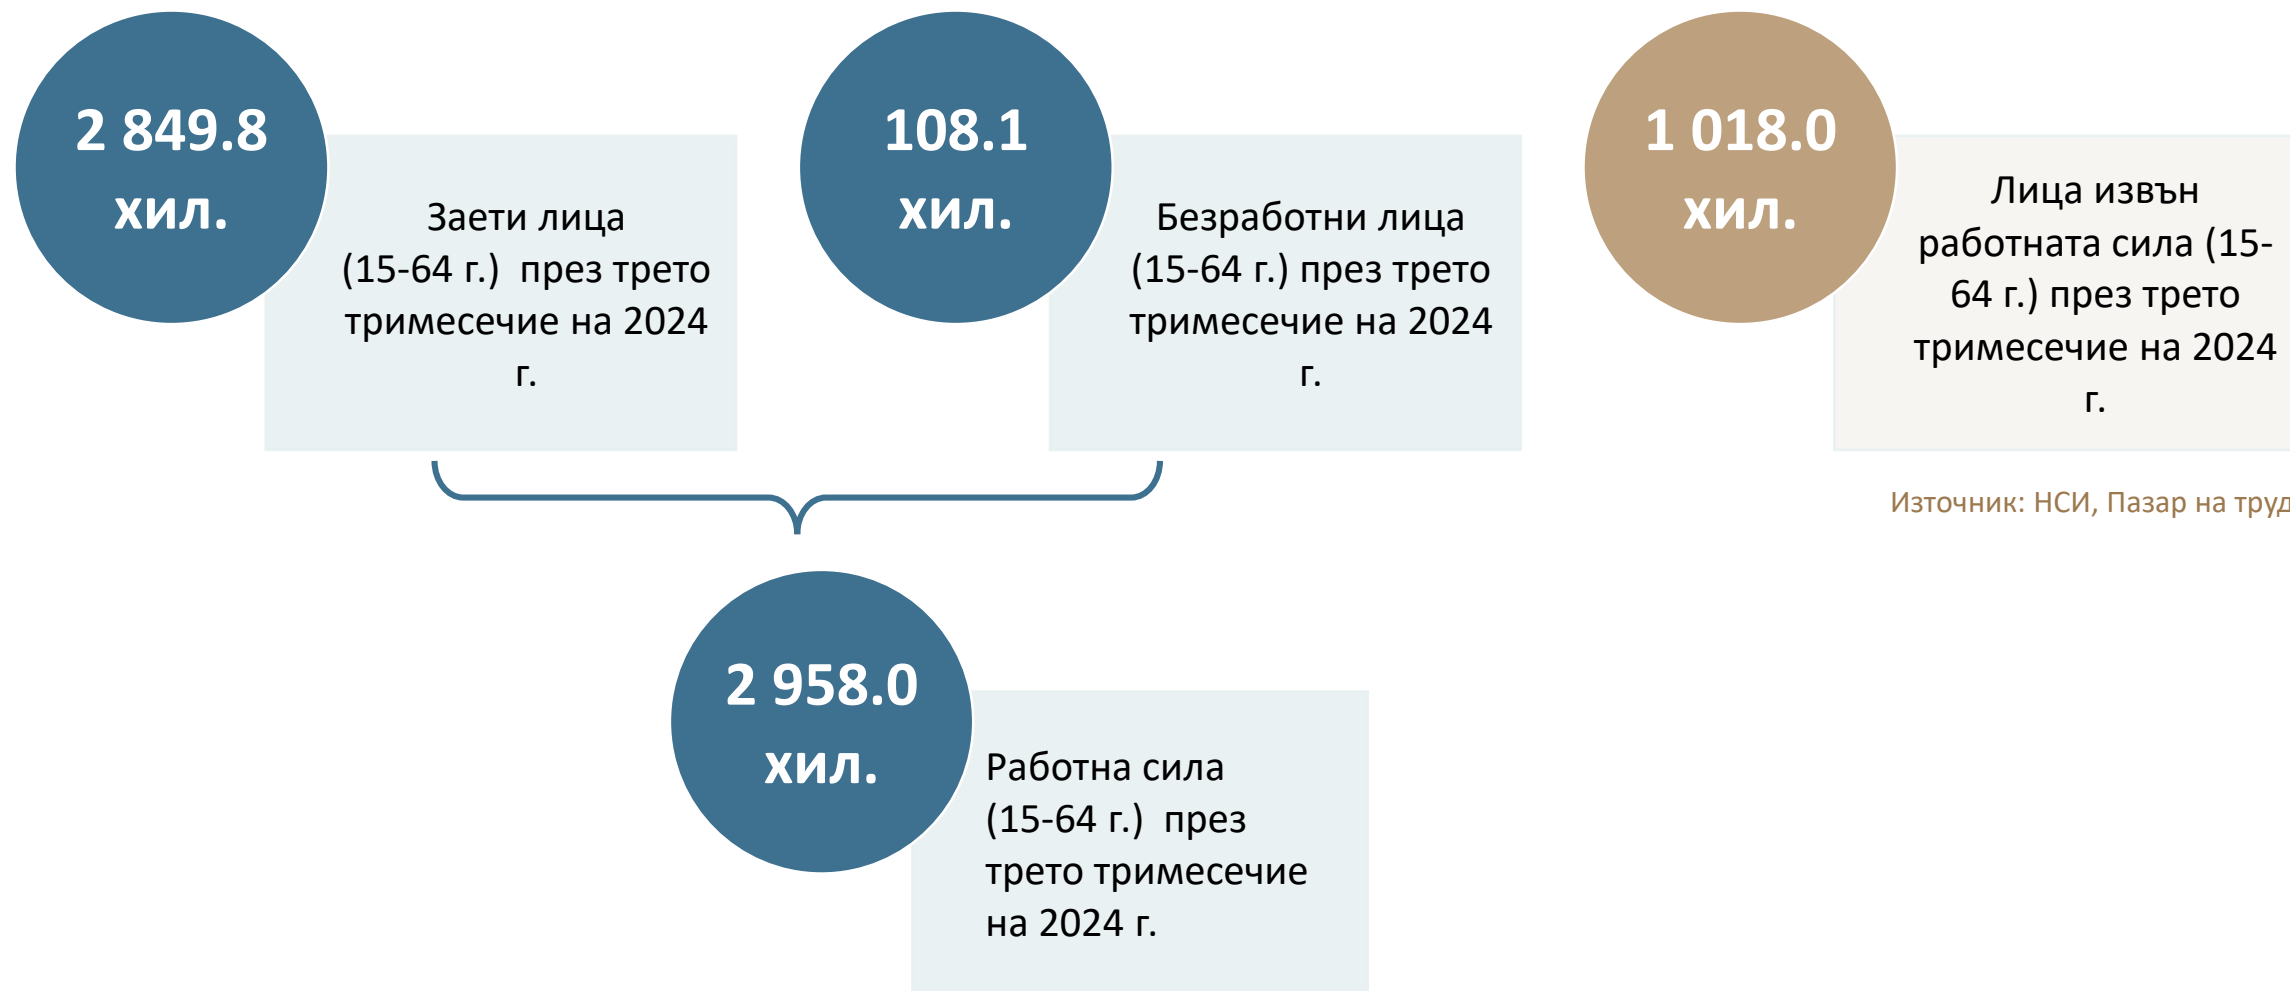 2 849.8
хил.
Заети лица
(15-64 г.) през трето
тримесечие на 2024
г.
108.1
хил.
Безработни лица
(15-64 г.) през трето
тримесечие на 2024
г.
1 018.0
хил.
Лица извън
работната сила (15-
64 г.) през трето
тримесечие на 2024
г.
Източник: НСИ, Пазар на труд
2 958.0
хил.
Работна сила
(15-64 г.) през
трето тримесечие
на 2024 г.